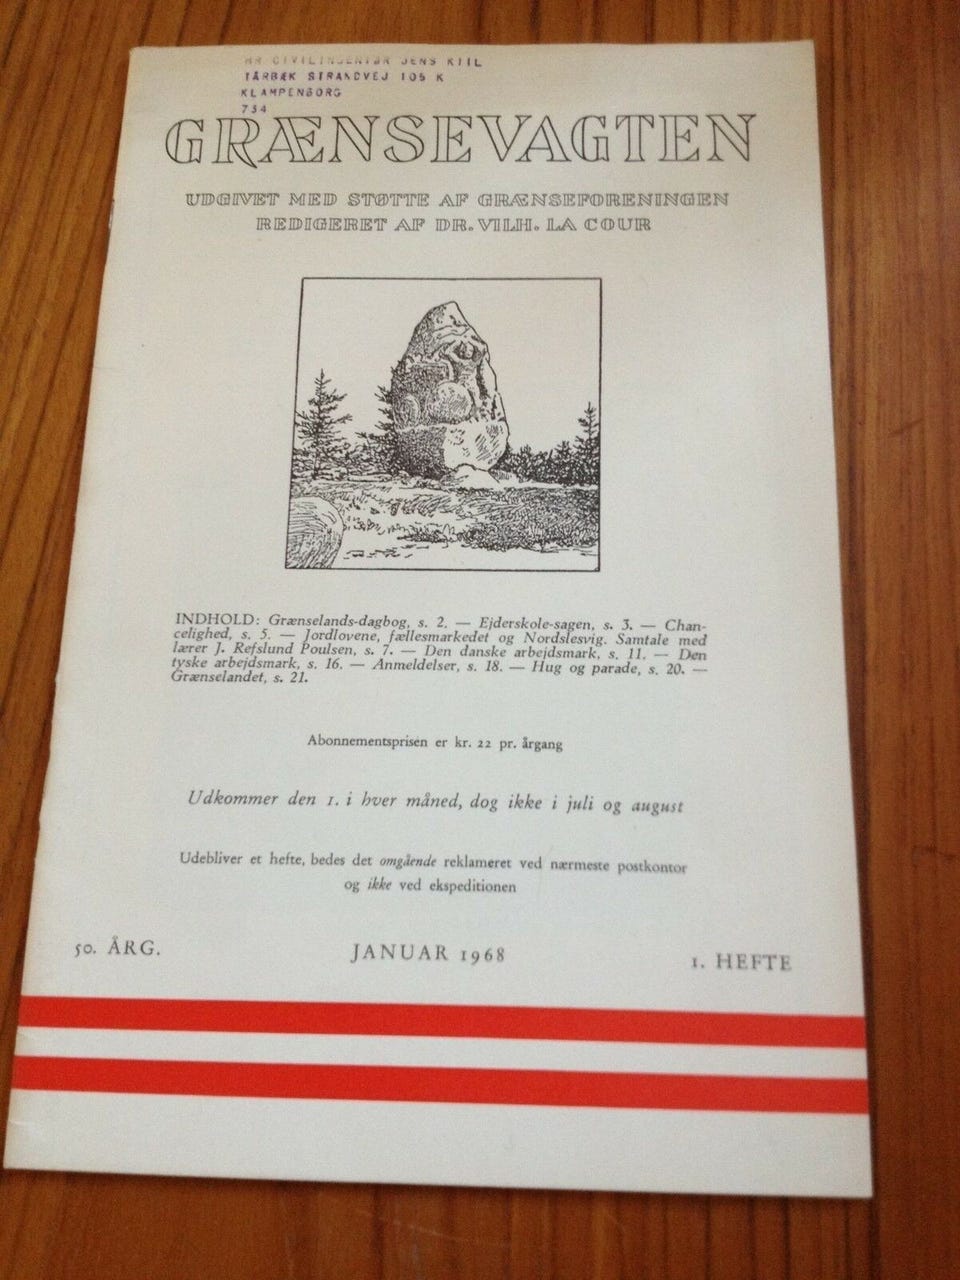 HR CIVILINGENIØR JENS KIIL
TÅRBÆK STRANDVEJ 105 K
KLAMPENBORG
734
GRÆNSEVAGTEN
UDGIVET MED STØTTE AF GRÆNSEFORENINGEN
REDIGERET AF DR. VILH. LA COUR
INDHOLD: Grænselands-dagbog, s. 2. — Ejderskole-sagen, s. 3. — Chan-
celighed, s. 5. — Jordlovene, fællesmarkedet og Nordslesvig. Samtale med
lærer J. Refslund Poulsen, s. 7. — Den danske arbejdsmark, s. 11. — Den
tyske arbejdsmark, s. 16. — Anmeldelser, s. 18. — Hug og parade, s. 20. —
Grænselandet, s. 21.
Abonnementsprisen er kr. 22 pr. årgang
Udkommer den 1. i hver måned, dog ikke i juli og august
Udebliver et hefte, bedes det omgående reklameret ved nærmeste postkontor
og ikke ved ekspeditionen
50. ÅRG. JANUAR 1968 1. HEFTE